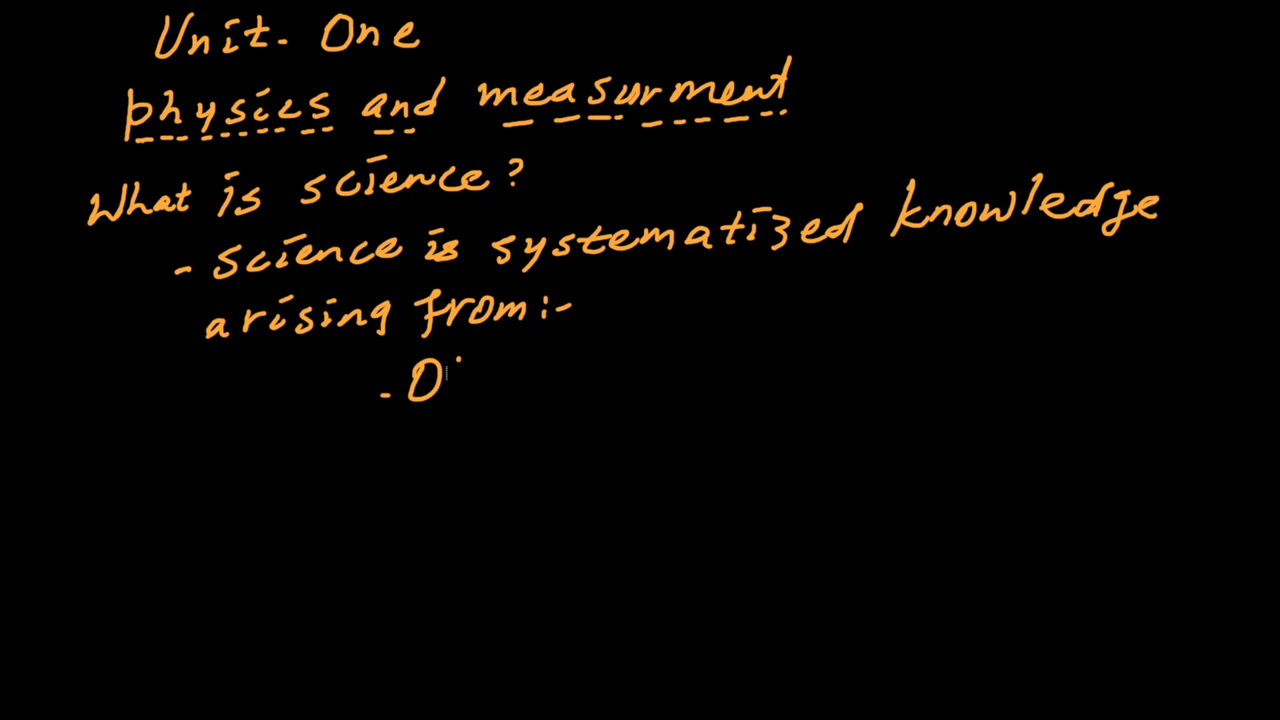 Unit. One
physics and measurment
What is science?
- science is systematized knowledge
arising from:-
- O